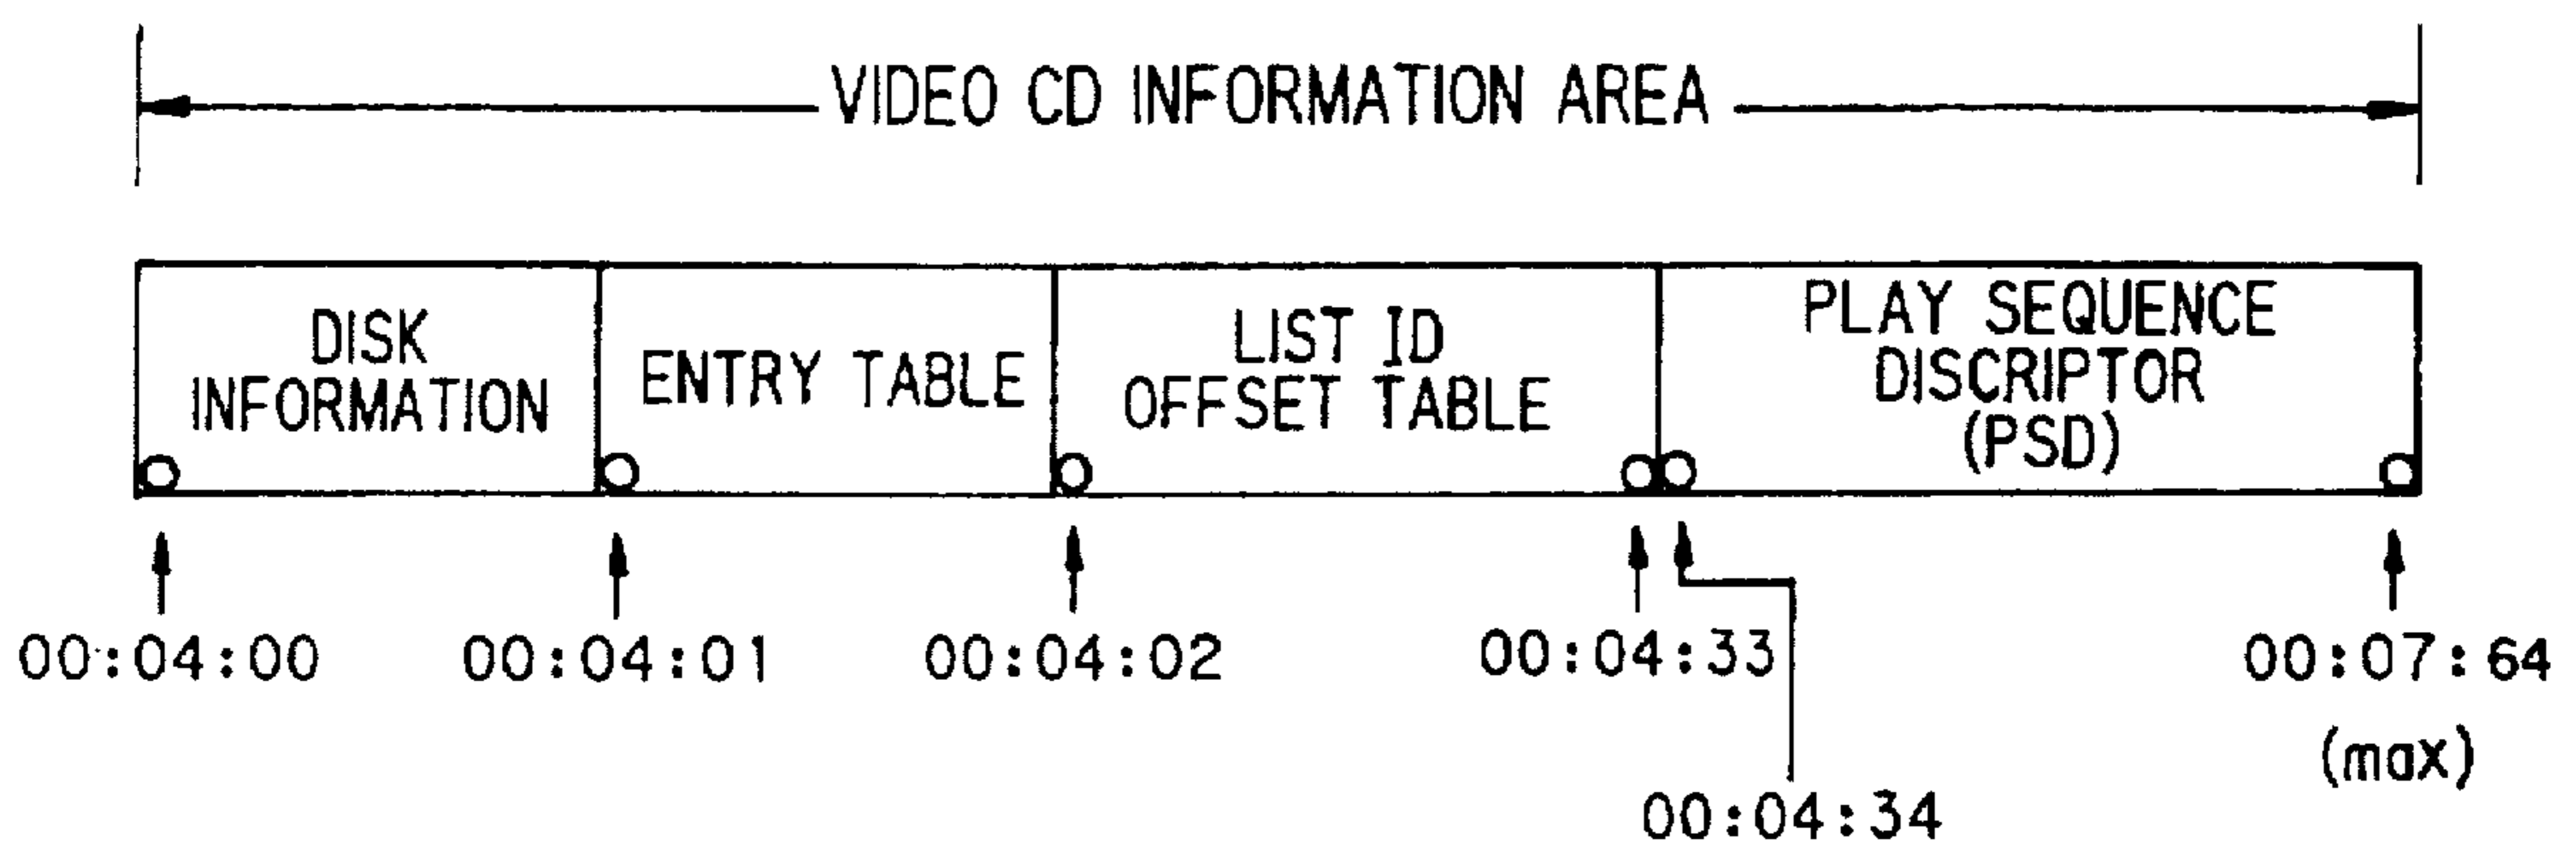 VIDEO CD INFORMATION AREA
DISK
INFORMATION
ENTRY TABLE
LIST ID
OFFSET TABLE
PLAY SEQUENCE
DISCRIPTOR
(PSD)
00:04:00
00:04:01
00:04:02
00:04:33
00:04:34
00:07:64
(max)